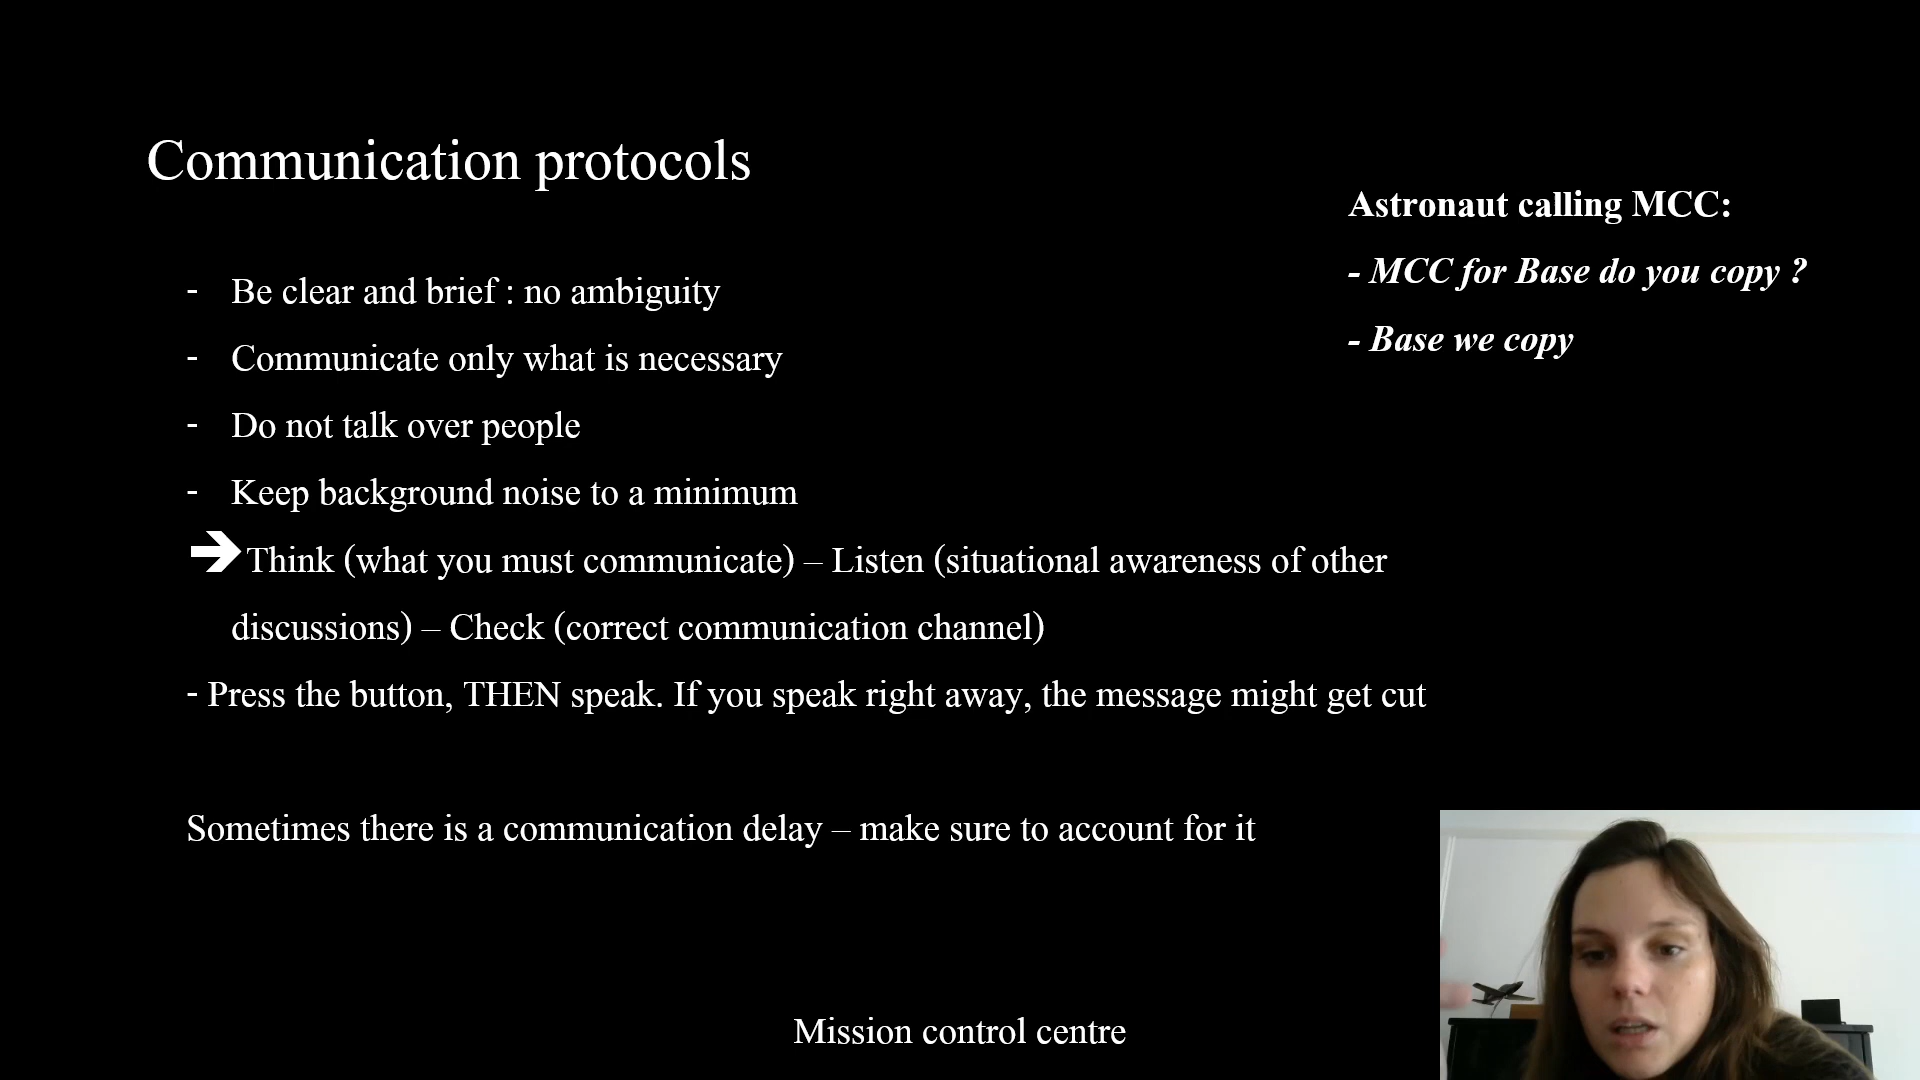 Communication protocols
Astronaut calling MCC:
- MCC for Base do you copy ?
- Base we copy
- Be clear and brief : no ambiguity
- Communicate only what is necessary
- Do not talk over people
- Keep background noise to a minimum
➔Think (what you must communicate) – Listen (situational awareness of other
discussions) – Check (correct communication channel)
- Press the button, THEN speak. If you speak right away, the message might get cut
Sometimes there is a communication delay – make sure to account for it
Mission control centre